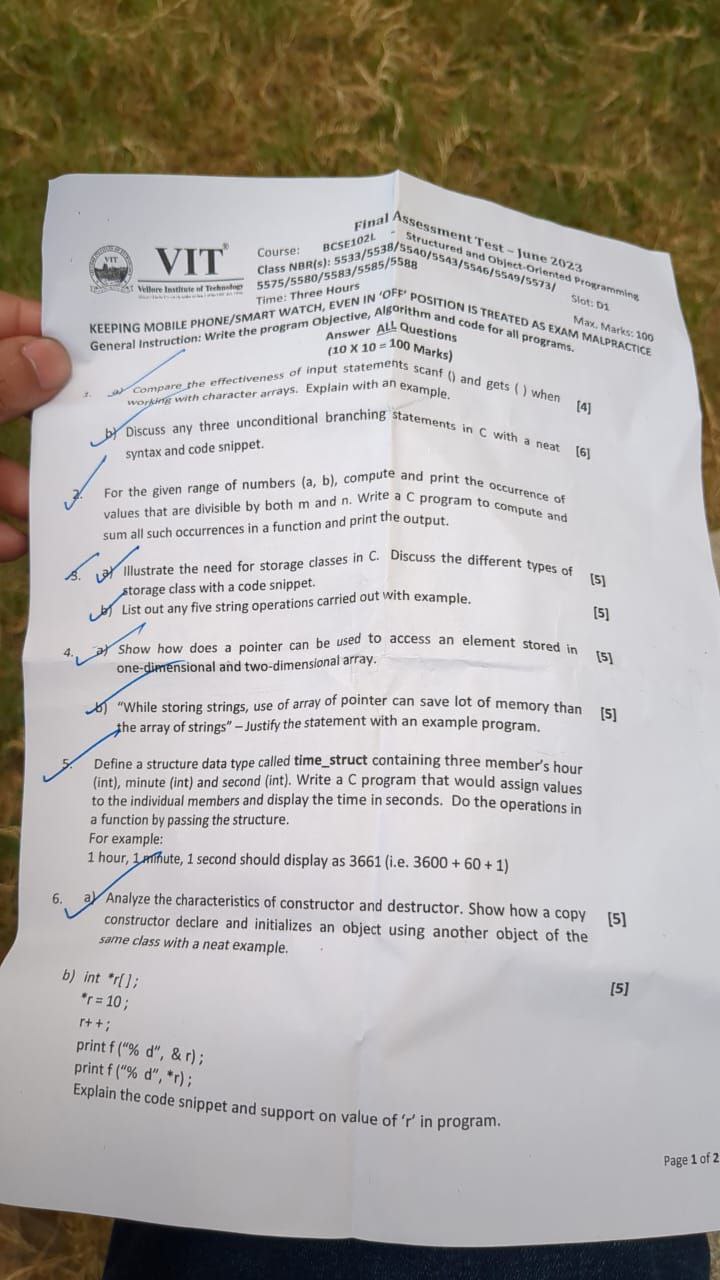 Final Assessment Test – June 2023
Course: BCSE102L - Structured and Object-Oriented Programming
Class NBR(s): 5533/5538/5540/5543/5546/5549/5573/
5575/5580/5583/5585/5588
Slot: D1
Time: Three Hours
Max. Marks: 100
VIT
VIT®
Vellore Institute of Technology
KEEPING MOBILE PHONE/SMART WATCH, EVEN IN 'OFF' POSITION IS TREATED AS EXAM MALPRACTICE
General Instruction: Write the program Objective, Algorithm and code for all programs.
Answer ALL Questions
(10 X 10 = 100 Marks)
1. a) Compare the effectiveness of input statements scanf () and gets ( ) when
working with character arrays. Explain with an example. [4]
b) Discuss any three unconditional branching statements in C with a neat
syntax and code snippet. [6]
2. For the given range of numbers (a, b), compute and print the occurrence of
values that are divisible by both m and n. Write a C program to compute and
sum all such occurrences in a function and print the output.
3. a) Illustrate the need for storage classes in C. Discuss the different types of [5]
storage class with a code snippet.
b) List out any five string operations carried out with example. [5]
4. a) Show how does a pointer can be used to access an element stored in [5]
one-dimensional and two-dimensional array.
b) "While storing strings, use of array of pointer can save lot of memory than [5]
the array of strings" – Justify the statement with an example program.
5. Define a structure data type called time_struct containing three member's hour
(int), minute (int) and second (int). Write a C program that would assign values
to the individual members and display the time in seconds. Do the operations in
a function by passing the structure.
For example:
1 hour, 1 minute, 1 second should display as 3661 (i.e. 3600 + 60 + 1)
6. a) Analyze the characteristics of constructor and destructor. Show how a copy [5]
constructor declare and initializes an object using another object of the
same class with a neat example.
b) int *r[ ] ; [5]
*r = 10 ;
r+ + ;
print f ("% d", & r) ;
print f ("% d", *r) ;
Explain the code snippet and support on value of 'r' in program.
Page 1 of 2